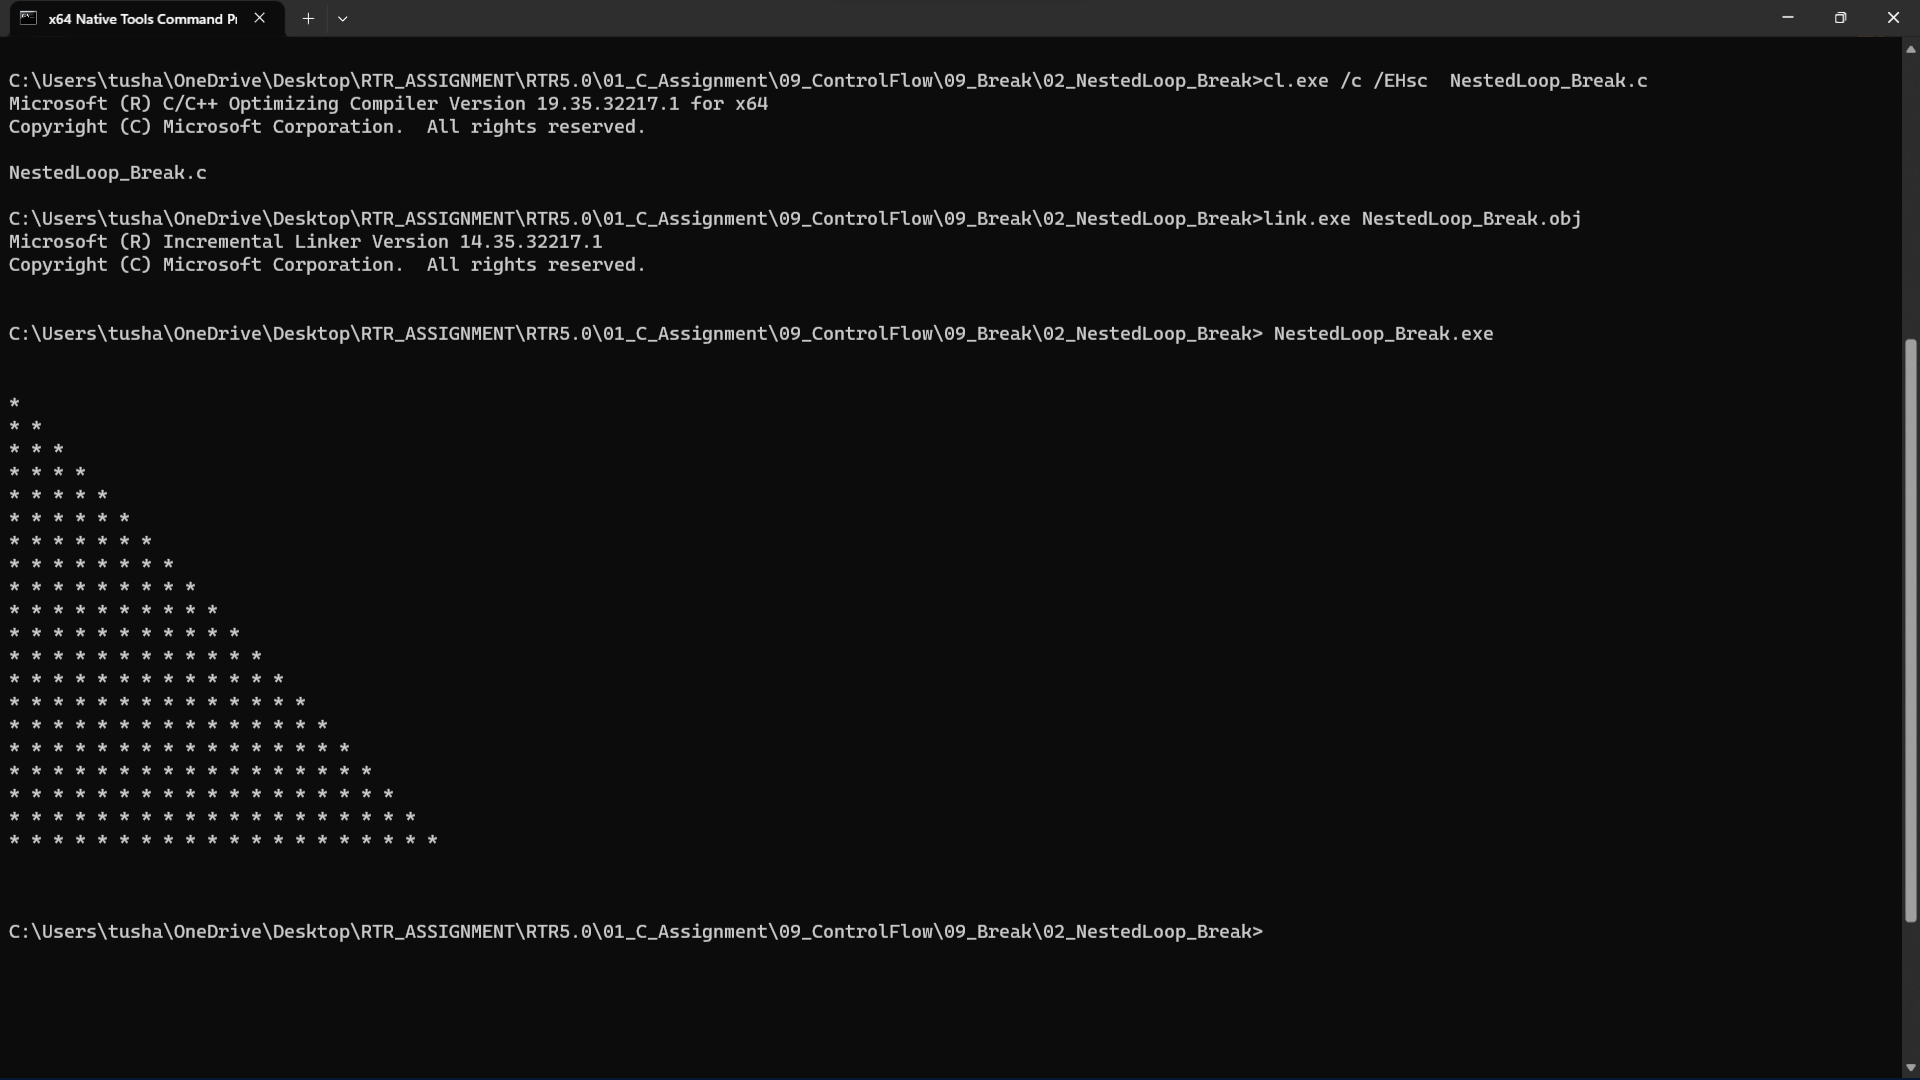 x64 Native Tools Command Pr
C:\Users\tusha\OneDrive\Desktop\RTR_ASSIGNMENT\RTR5.0\01_C_Assignment\09_ControlFlow\09_Break\02_NestedLoop_Break>cl.exe /c /EHsc  NestedLoop_Break.c
Microsoft (R) C/C++ Optimizing Compiler Version 19.35.32217.1 for x64
Copyright (C) Microsoft Corporation.  All rights reserved.
NestedLoop_Break.c
C:\Users\tusha\OneDrive\Desktop\RTR_ASSIGNMENT\RTR5.0\01_C_Assignment\09_ControlFlow\09_Break\02_NestedLoop_Break>link.exe NestedLoop_Break.obj
Microsoft (R) Incremental Linker Version 14.35.32217.1
Copyright (C) Microsoft Corporation.  All rights reserved.
C:\Users\tusha\OneDrive\Desktop\RTR_ASSIGNMENT\RTR5.0\01_C_Assignment\09_ControlFlow\09_Break\02_NestedLoop_Break> NestedLoop_Break.exe
*
* *
* * *
* * * *
* * * * *
* * * * * *
* * * * * * *
* * * * * * * *
* * * * * * * * *
* * * * * * * * * *
* * * * * * * * * * *
* * * * * * * * * * * *
* * * * * * * * * * * * *
* * * * * * * * * * * * * *
* * * * * * * * * * * * * * *
* * * * * * * * * * * * * * * *
* * * * * * * * * * * * * * * * *
* * * * * * * * * * * * * * * * * *
* * * * * * * * * * * * * * * * * * *
* * * * * * * * * * * * * * * * * * * *
C:\Users\tusha\OneDrive\Desktop\RTR_ASSIGNMENT\RTR5.0\01_C_Assignment\09_ControlFlow\09_Break\02_NestedLoop_Break>